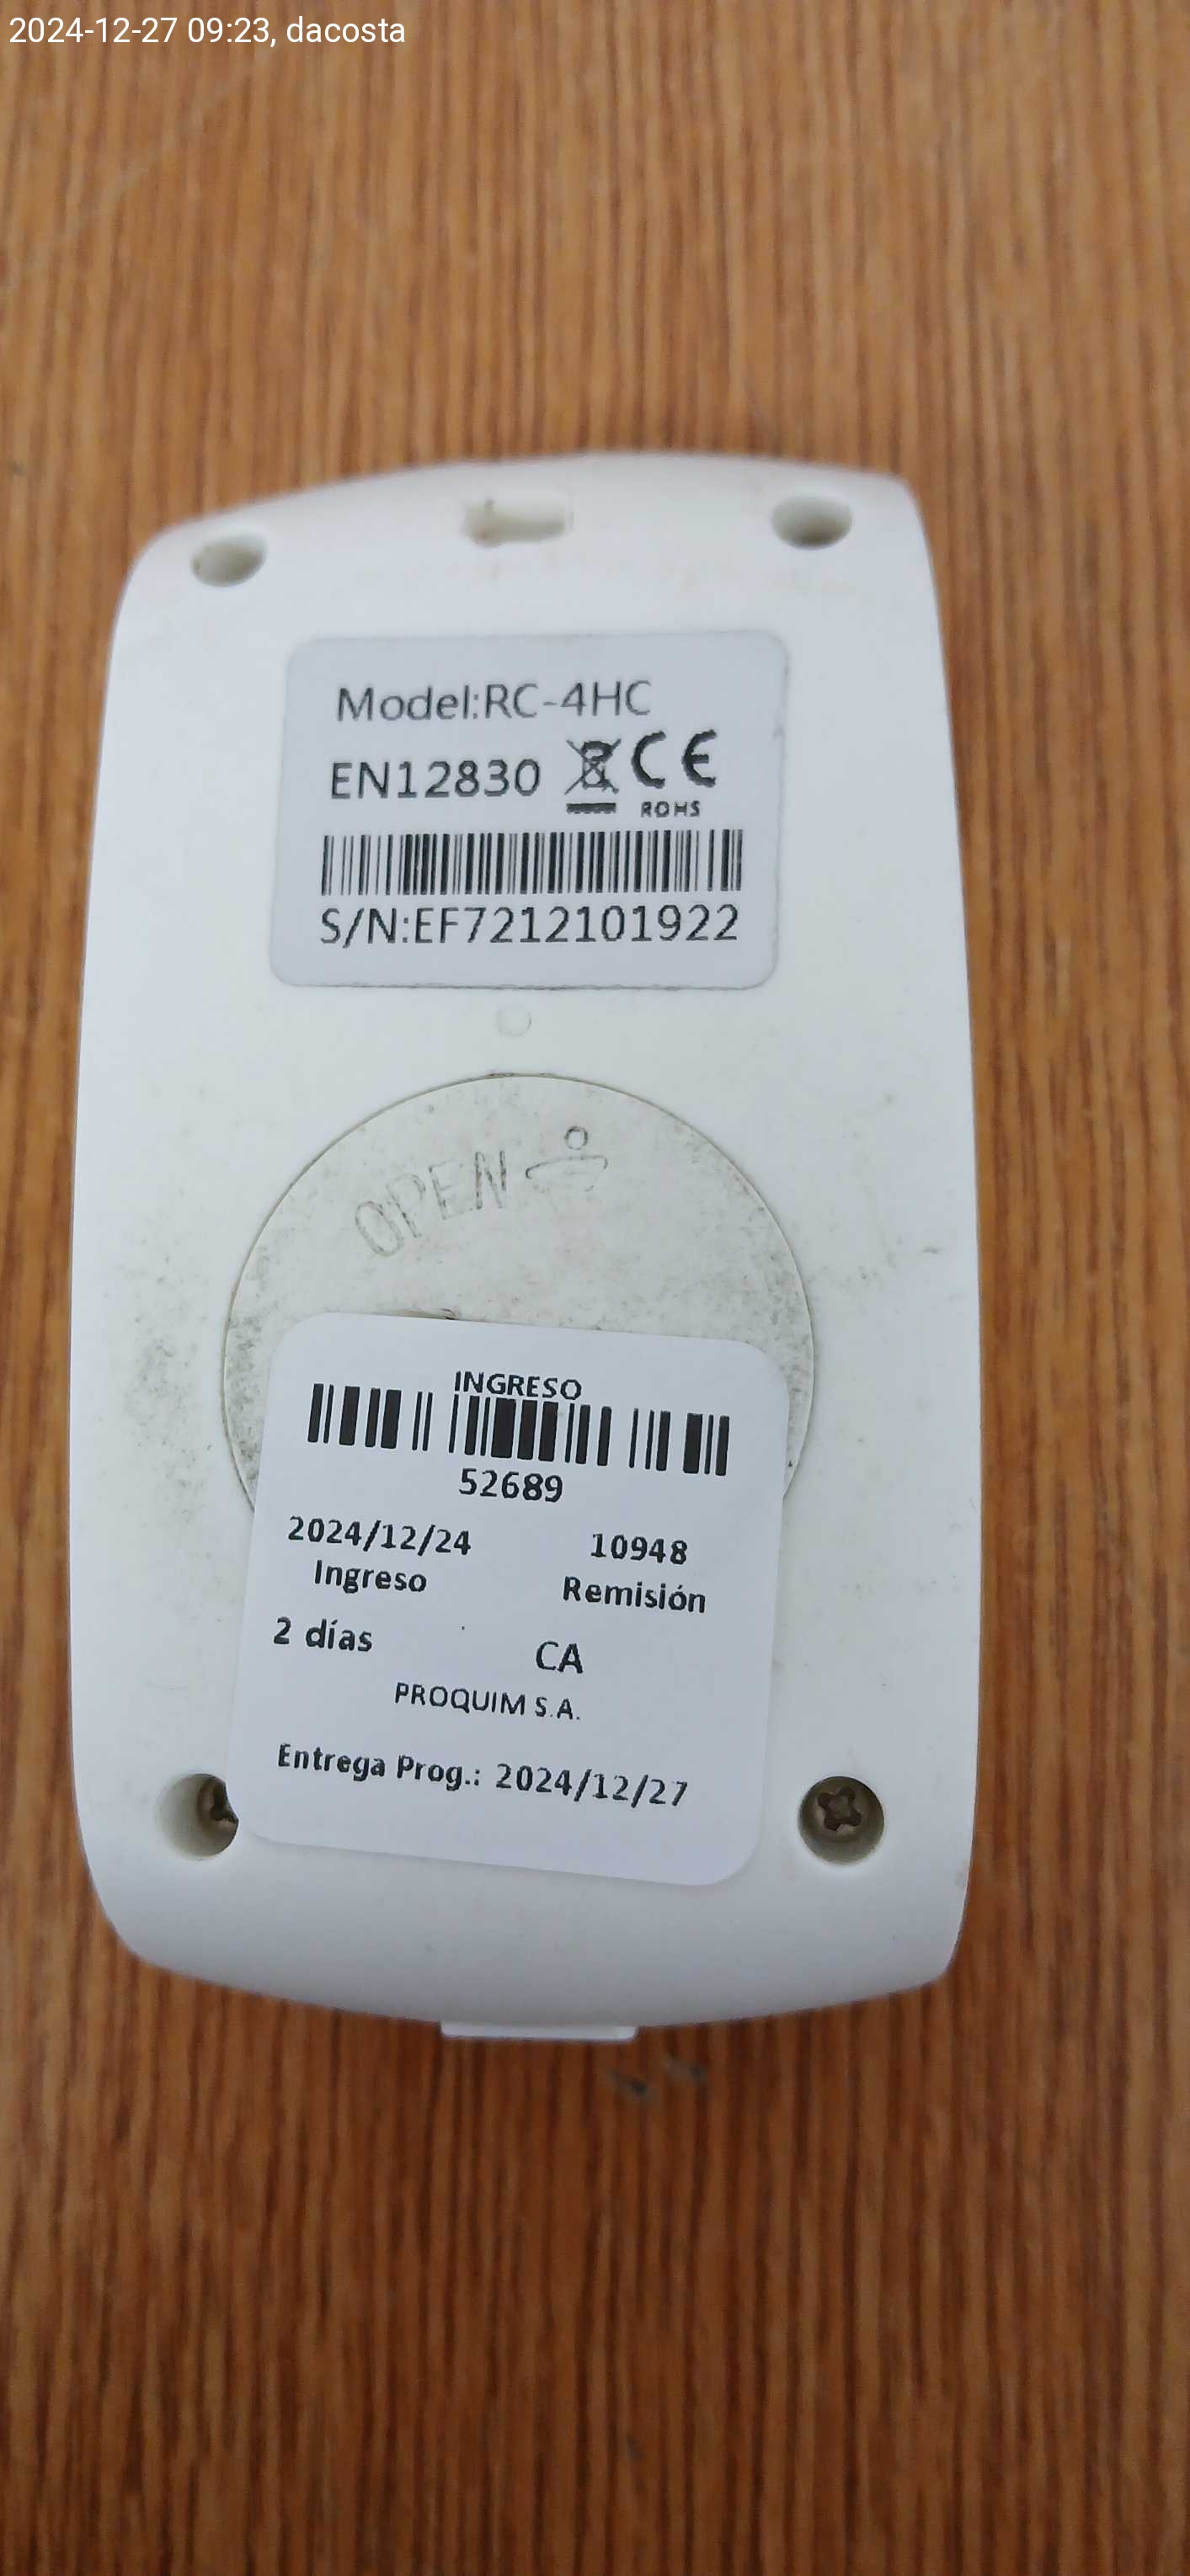 2024-12-27 09:23, dacosta
Model:RC-4HC
EN12830 CE
ROHS
S/N:EF7212101922
OPEN
INGRESO
52689
2024/12/24 10948
Ingreso Remisión
2 días CA
PROQUIM S.A.
Entrega Prog.: 2024/12/27